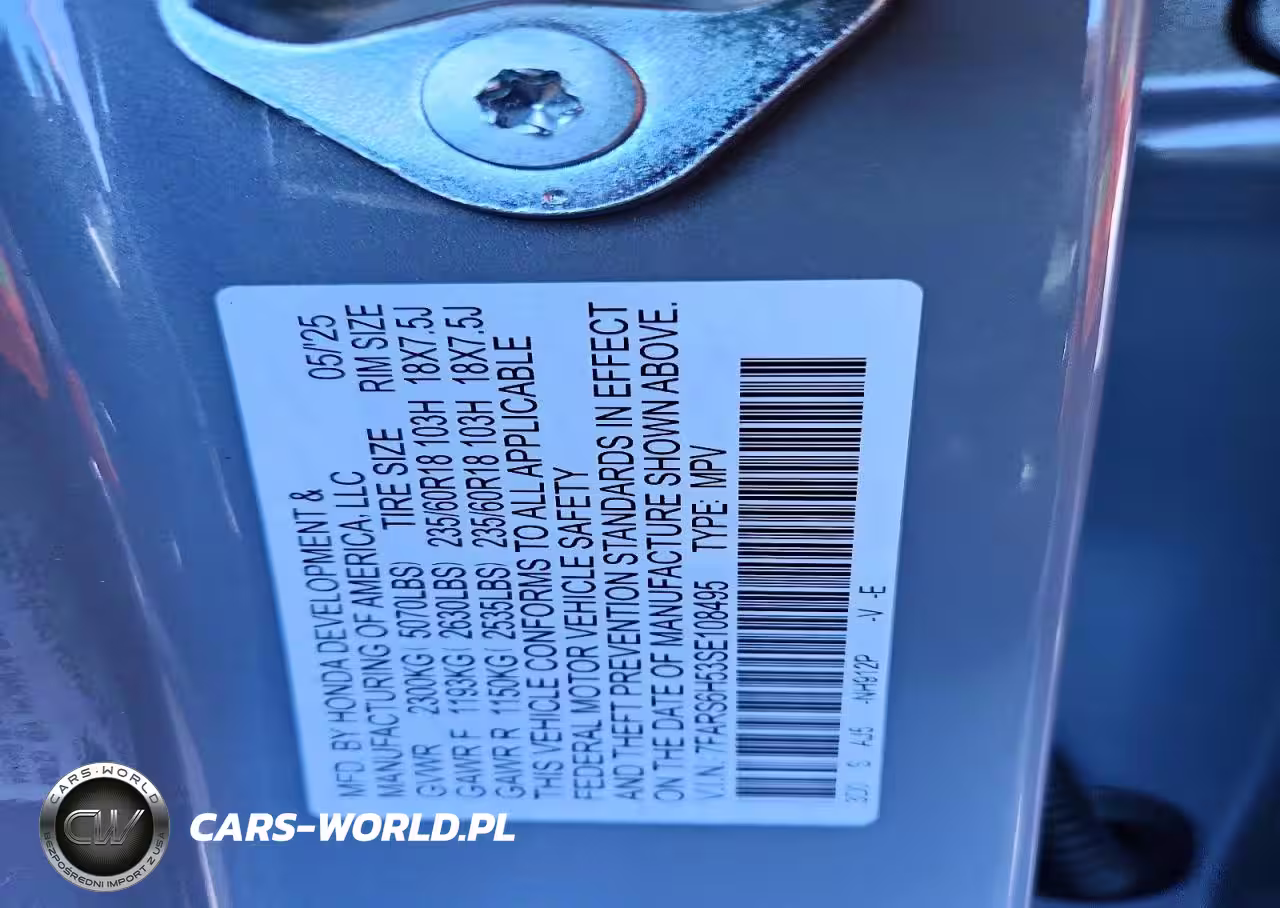 MFD. BY HONDA DEVELOPMENT &
MANUFACTURING OF AMERICA, LLC 05/'25
GVWR 2300KG( 5070LBS) TIRE SIZE RIM SIZE
GAWR F 1193KG( 2630LBS) 235/60R18 103H 18X7.5J
GAWR R 1150KG( 2535LBS) 235/60R18 103H 18X7.5J
THIS VEHICLE CONFORMS TO ALL APPLICABLE
FEDERAL MOTOR VEHICLE SAFETY
AND THEFT PREVENTION STANDARDS IN EFFECT
ON THE DATE OF MANUFACTURE SHOWN ABOVE.
V.I.N. 7FARS6H53SE108495 TYPE: MPV
S -NH912P -V -E
CARS-WORLD
CW
BEZPOŚREDNI IMPORT Z USA
CARS-WORLD.PL